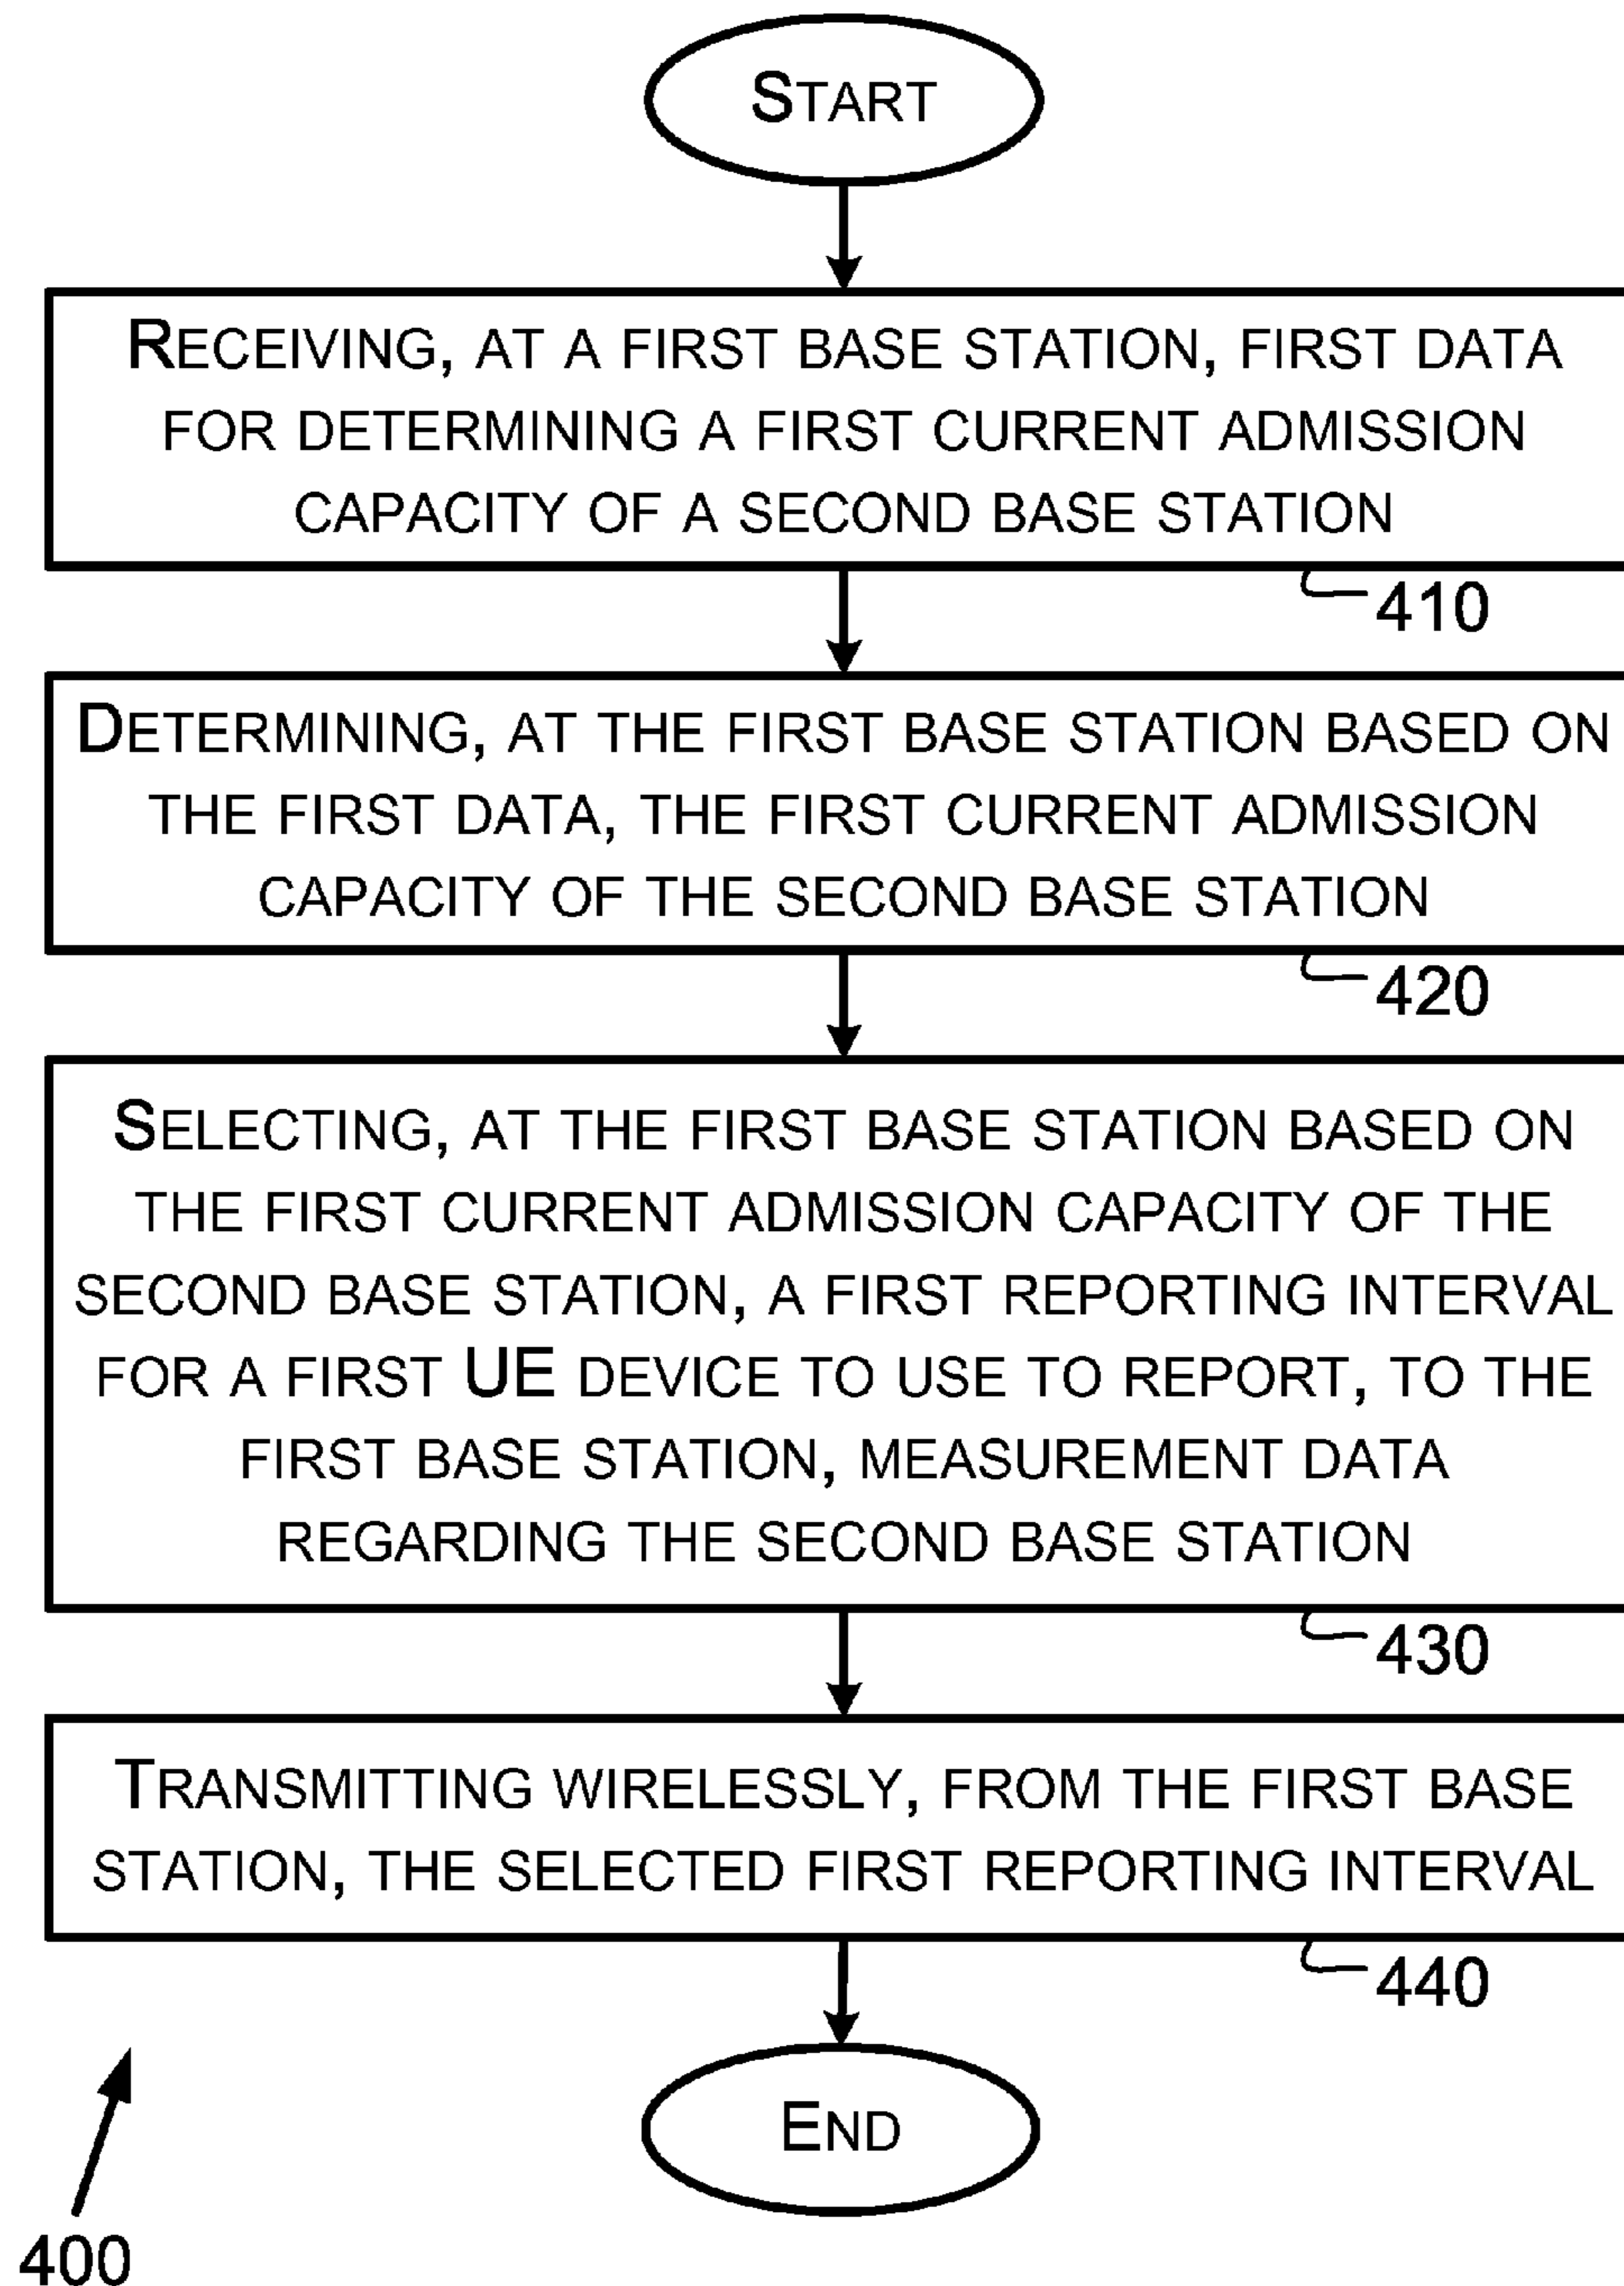 START
RECEIVING, AT A FIRST BASE STATION, FIRST DATA
FOR DETERMINING A FIRST CURRENT ADMISSION
CAPACITY OF A SECOND BASE STATION
410
DETERMINING, AT THE FIRST BASE STATION BASED ON
THE FIRST DATA, THE FIRST CURRENT ADMISSION
CAPACITY OF THE SECOND BASE STATION
420
SELECTING, AT THE FIRST BASE STATION BASED ON
THE FIRST CURRENT ADMISSION CAPACITY OF THE
SECOND BASE STATION, A FIRST REPORTING INTERVAL
FOR A FIRST UE DEVICE TO USE TO REPORT, TO THE
FIRST BASE STATION, MEASUREMENT DATA
REGARDING THE SECOND BASE STATION
430
TRANSMITTING WIRELESSLY, FROM THE FIRST BASE
STATION, THE SELECTED FIRST REPORTING INTERVAL
440
END
400